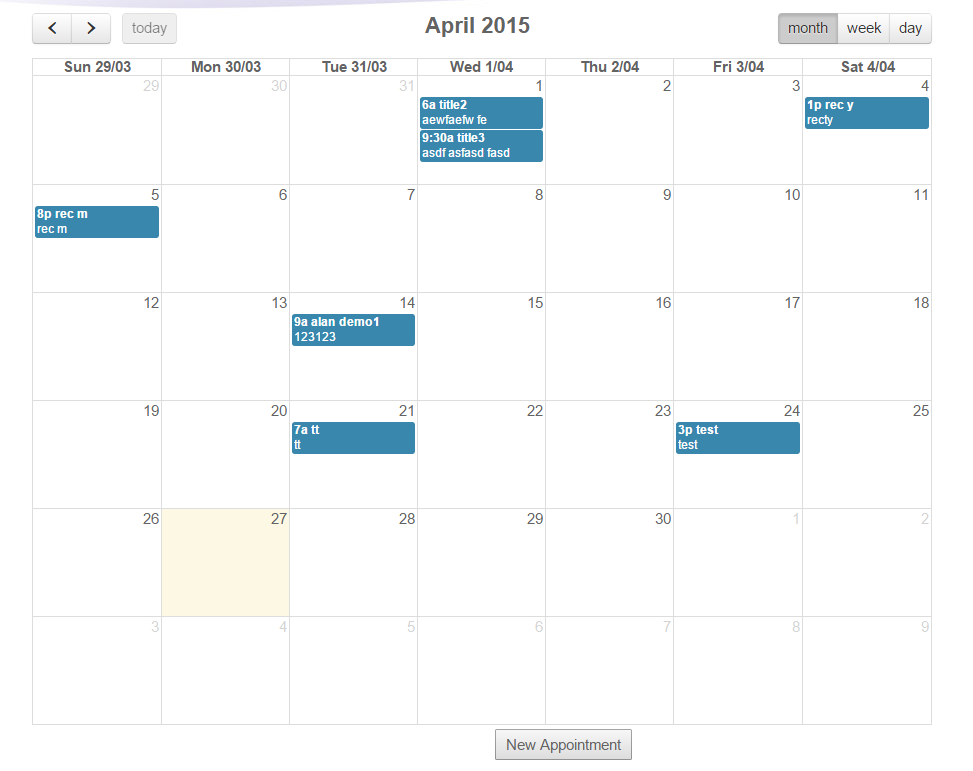 today
April 2015
month week day
Sun 29/03 Mon 30/03 Tue 31/03 Wed 1/04 Thu 2/04 Fri 3/04 Sat 4/04
29 30 31 1 2 3 4
6a title2
aewfaefw fe
9:30a title3
asdf asfasd fasd
1p rec y
recty
5 6 7 8 9 10 11
8p rec m
rec m
12 13 14 15 16 17 18
9a alan demo1
123123
19 20 21 22 23 24 25
7a tt
tt
3p test
test
26 27 28 29 30 1 2
3 4 5 6 7 8 9
New Appointment